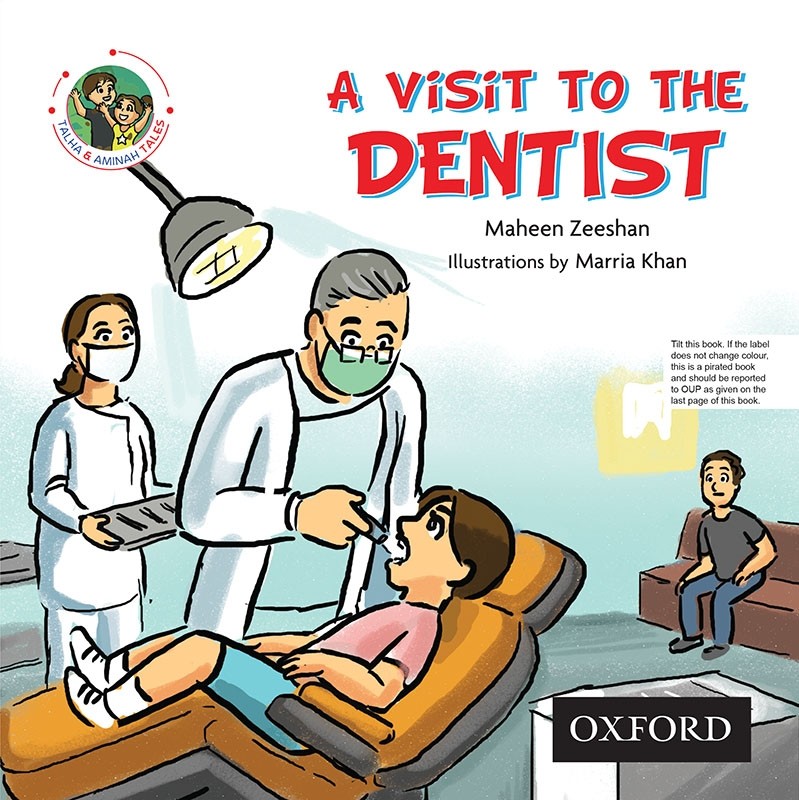 TALHA & AMINAH TALES
A ViSiT TO THE
DENTIST
Maheen Zeeshan
Illustrations by Marria Khan
Tilt this book. If the label
does not change colour,
this is a pirated book
and should be reported
to OUP as given on the
last page of this book.
OXFORD